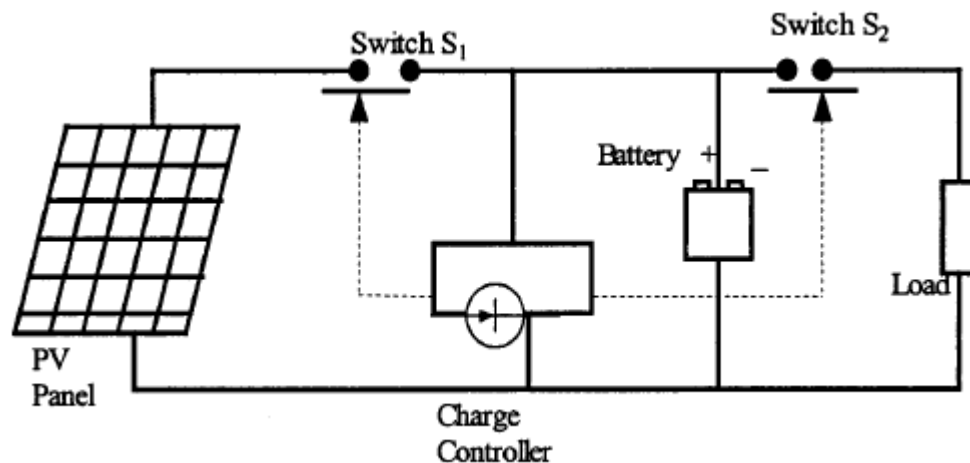 Switch S₁
Switch S₂
Battery + −
Load
PV
Panel
Charge
Controller